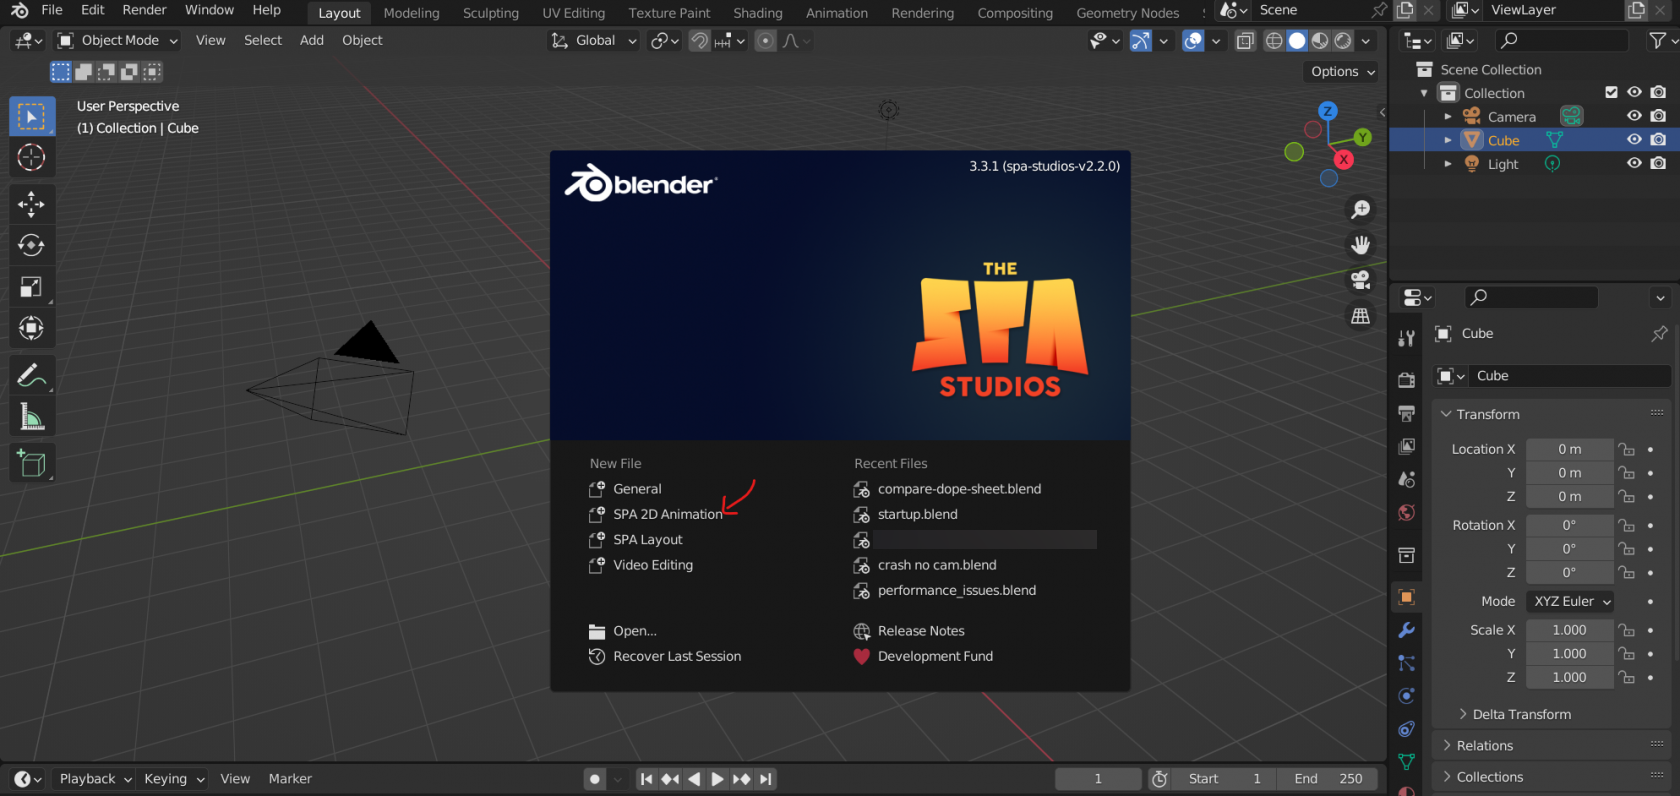 File Edit Render Window Help Layout Modeling Sculpting UV Editing Texture Paint Shading Animation Rendering Compositing Geometry Nodes Scene ViewLayer
Object Mode View Select Add Object Global
Options
User Perspective
(1) Collection | Cube
Z
Y
X
blender
3.3.1 (spa-studios-v2.2.0)
THE
SPA
STUDIOS
New File
General
SPA 2D Animation
SPA Layout
Video Editing
Open...
Recover Last Session
Recent Files
compare-dope-sheet.blend
startup.blend
crash no cam.blend
performance_issues.blend
Release Notes
Development Fund
Scene Collection
Collection
Camera
Cube
Light
Cube
Cube
Transform
Location X 0 m
Y 0 m
Z 0 m
Rotation X 0°
Y 0°
Z 0°
Mode XYZ Euler
Scale X 1.000
Y 1.000
Z 1.000
Delta Transform
Relations
Collections
Playback Keying View Marker 1 Start 1 End 250